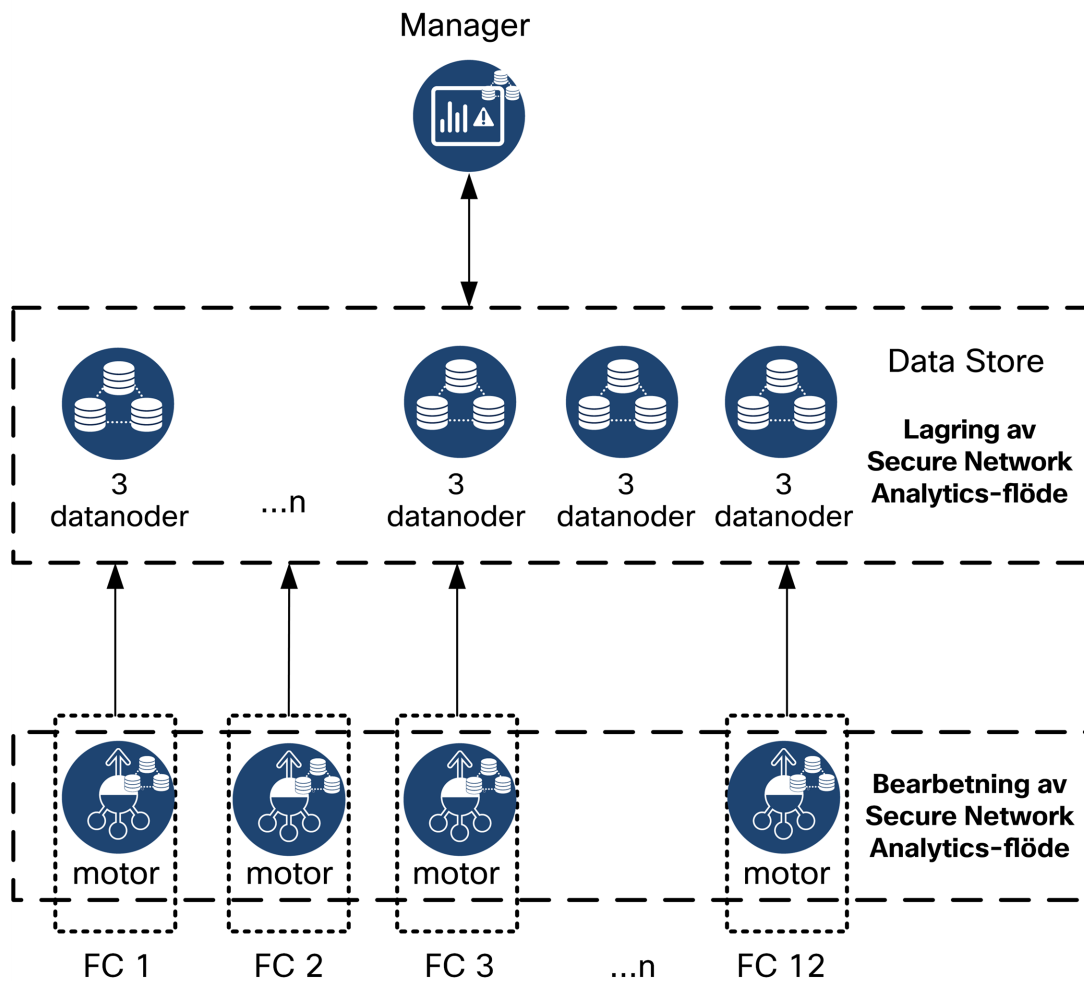 Manager
Data Store
Lagring av
Secure Network
Analytics-flöde
3
datanoder
...n
3
datanoder
3
datanoder
3
datanoder
motor
motor
motor
motor
Bearbetning av
Secure Network
Analytics-flöde
FC 1
FC 2
FC 3
...n
FC 12